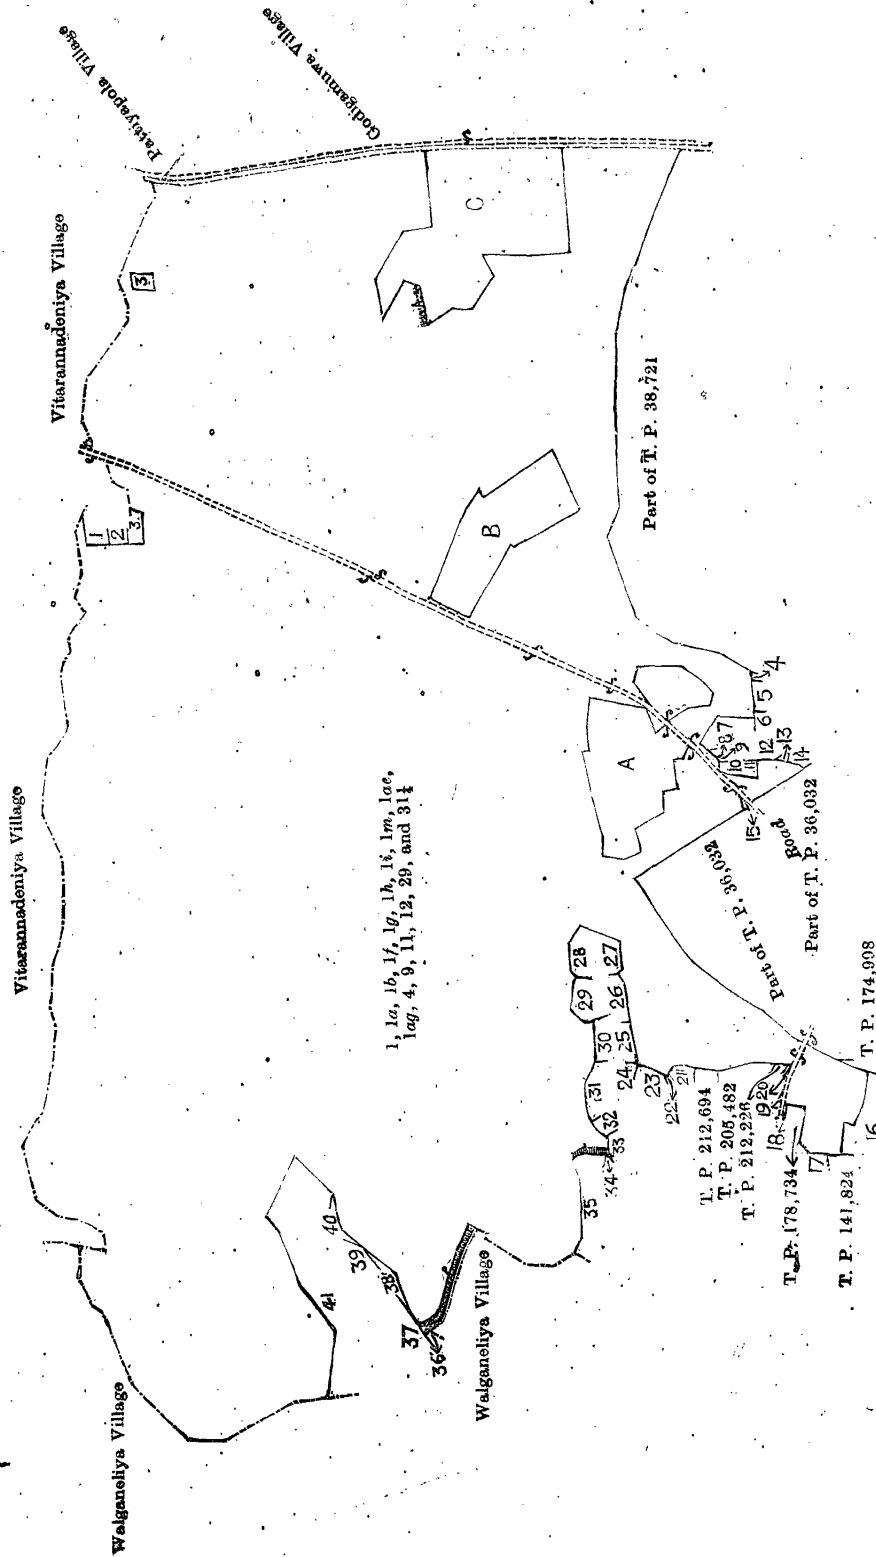 Pattiyapola Village
Godigamuwa Village
Vitarannadeniya Village
3
C
1
2
3.7
Vitarannadeniya Village
B
Part of T. P. 38,721
A
4
5
6
7
8
9
10
11
12
13
14
15
Road
Part of T. P. 36,032
Part of T. P. 36,032
1, 1a, 1b, 1f, 1g, 1h, 1i, 1m, 1ae,
1ag, 4, 9, 11, 12, 29, and 31¼
28
29
27
26
30
25
31
24
23
32
22
21
33
34
35
20
19
18
17
16
T. P. 174,998
T. P. 212,694
T. P. 205,482
T. P. 212,226
T. P. 178,734
T. P. 141,824
40
39
41
38
37
36
Walganeliya Village
Walganeliya Village